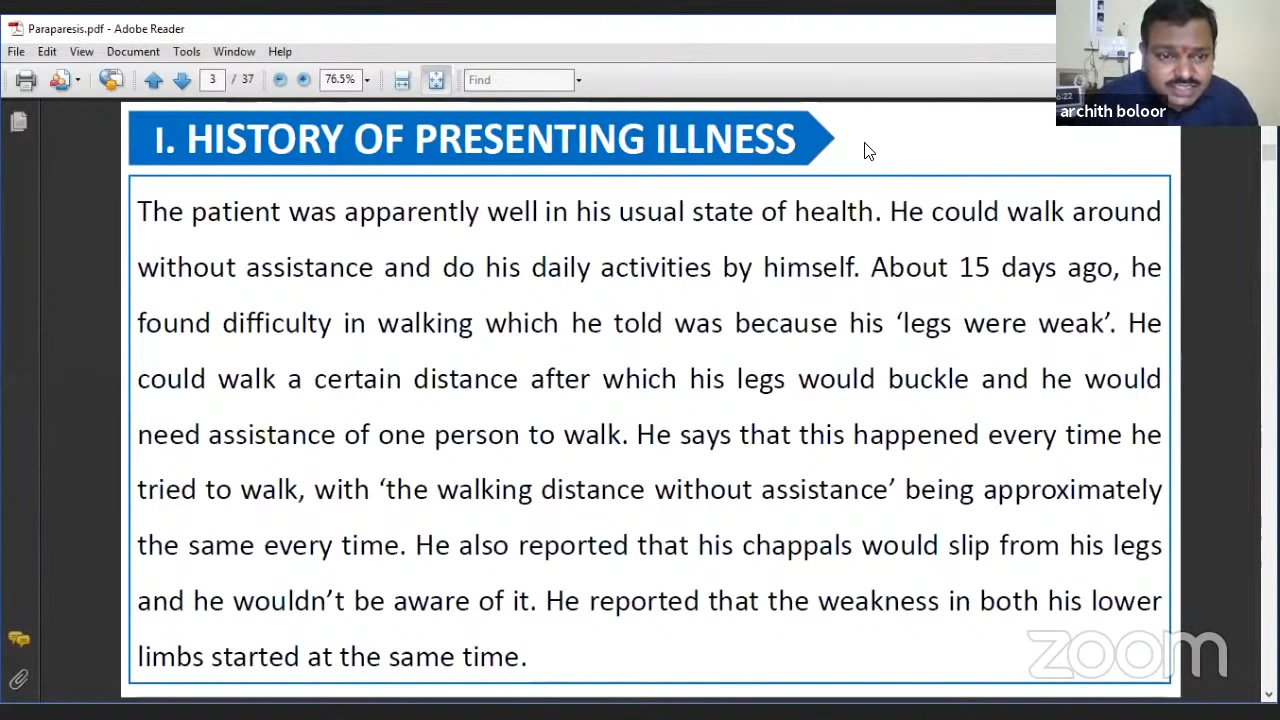 Paraparesis.pdf - Adobe Reader
File Edit View Document Tools Window Help
3 / 37 76.5% Find
6:22
archith boloor
I. HISTORY OF PRESENTING ILLNESS
The patient was apparently well in his usual state of health. He could walk around
without assistance and do his daily activities by himself. About 15 days ago, he
found difficulty in walking which he told was because his ‘legs were weak’. He
could walk a certain distance after which his legs would buckle and he would
need assistance of one person to walk. He says that this happened every time he
tried to walk, with ‘the walking distance without assistance’ being approximately
the same every time. He also reported that his chappals would slip from his legs
and he wouldn’t be aware of it. He reported that the weakness in both his lower
limbs started at the same time.
zoom